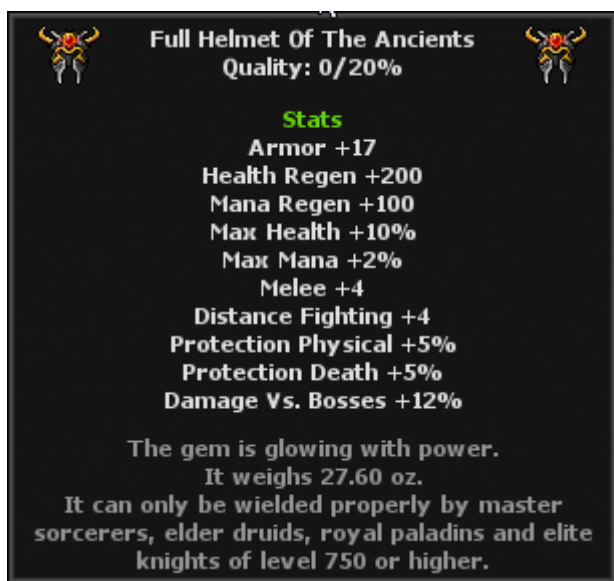 Full Helmet Of The Ancients
Quality: 0/20%
Stats
Armor +17
Health Regen +200
Mana Regen +100
Max Health +10%
Max Mana +2%
Melee +4
Distance Fighting +4
Protection Physical +5%
Protection Death +5%
Damage Vs. Bosses +12%
The gem is glowing with power.
It weighs 27.60 oz.
It can only be wielded properly by master
sorcerers, elder druids, royal paladins and elite
knights of level 750 or higher.